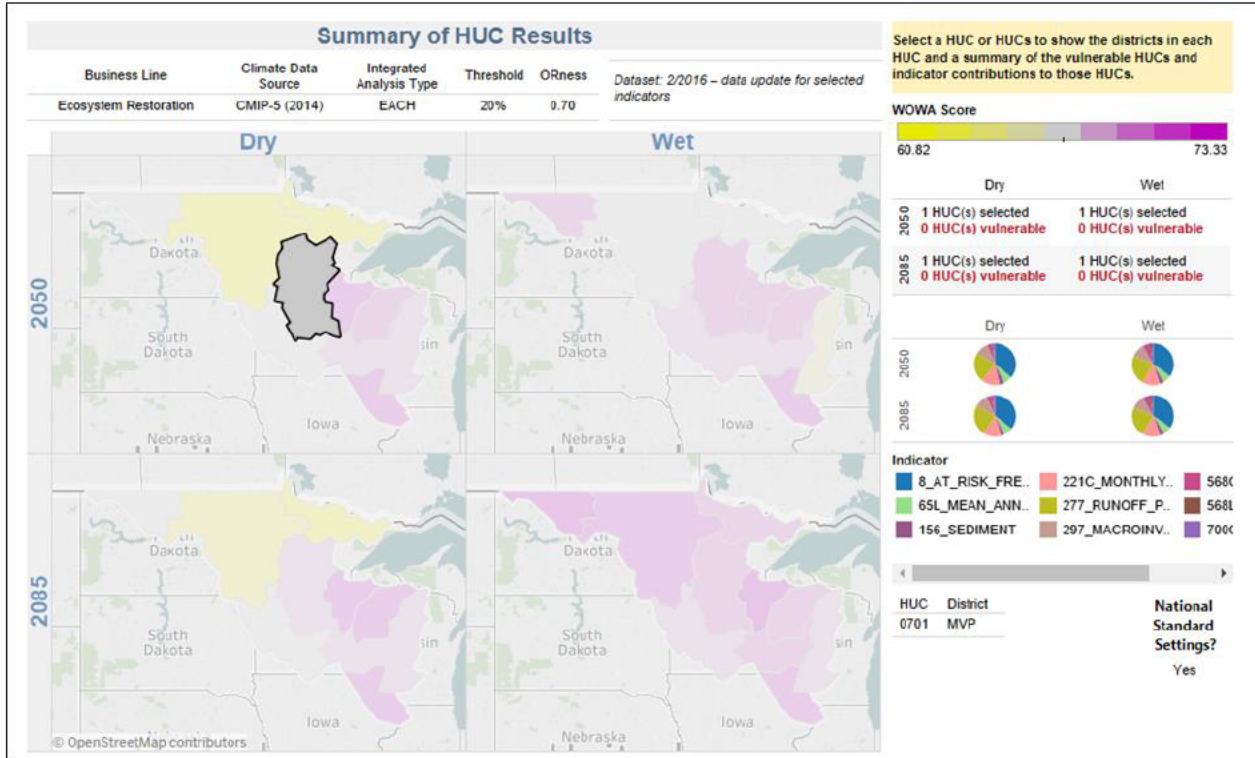 Summary of HUC Results
Business Line
Climate Data
Source
Integrated
Analysis Type
Threshold
ORness
Ecosystem Restoration
CMIP-5 (2014)
EACH
20%
0.70
Dataset: 2/2016 – data update for selected
indicators
Dry
Wet
2050
Dakota
South
Dakota
Iowa
Nebraska
Dakota
sin
South
Dakota
Iowa
Nebraska
2085
Dakota
South
Dakota
sin
Iowa
© OpenStreetMap contributors
Dakota
South
Dakota
sin
Iowa
Nebraska
Select a HUC or HUCs to show the districts in each
HUC and a summary of the vulnerable HUCs and
indicator contributions to those HUCs.
WOWA Score
60.82
73.33
Dry
Wet
2050
1 HUC(s) selected
0 HUC(s) vulnerable
1 HUC(s) selected
0 HUC(s) vulnerable
2085
1 HUC(s) selected
0 HUC(s) vulnerable
1 HUC(s) selected
0 HUC(s) vulnerable
Dry
Wet
2050
2085
Indicator
8_AT_RISK_FRE..
221C_MONTHLY..
568C
65L_MEAN_ANN..
277_RUNOFF_P..
568L
156_SEDIMENT
297_MACROINV..
700C
HUC
District
0701
MVP
National
Standard
Settings?
Yes